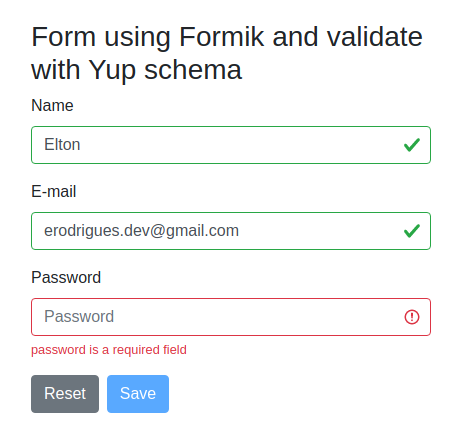 Form using Formik and validate
with Yup schema
Name
Elton
E-mail
erodrigues.dev@gmail.com
Password
Password
password is a required field
Reset Save